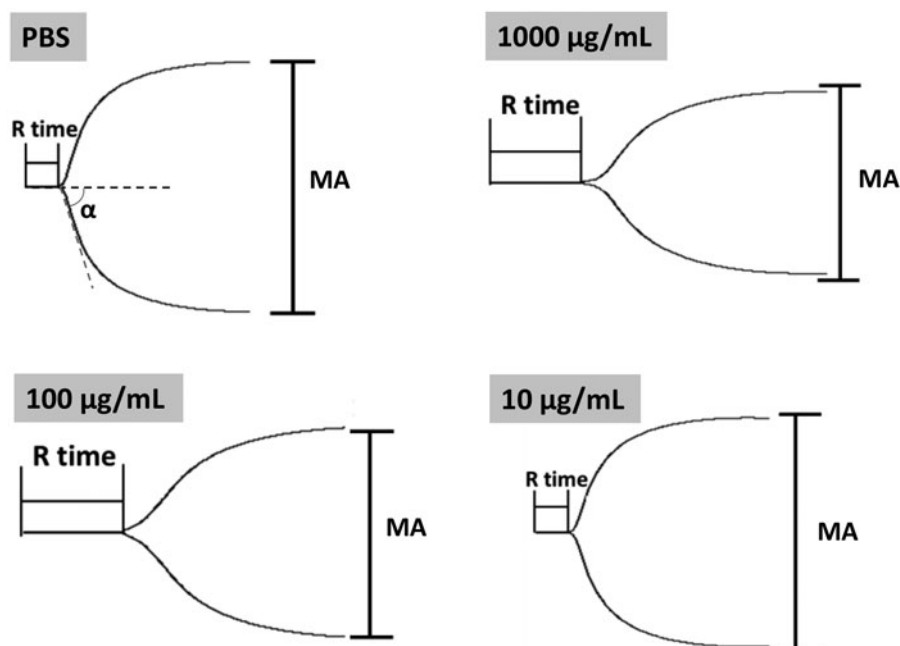 PBS
R time
α
MA
1000 μg/mL
R time
MA
100 μg/mL
R time
MA
10 μg/mL
R time
MA